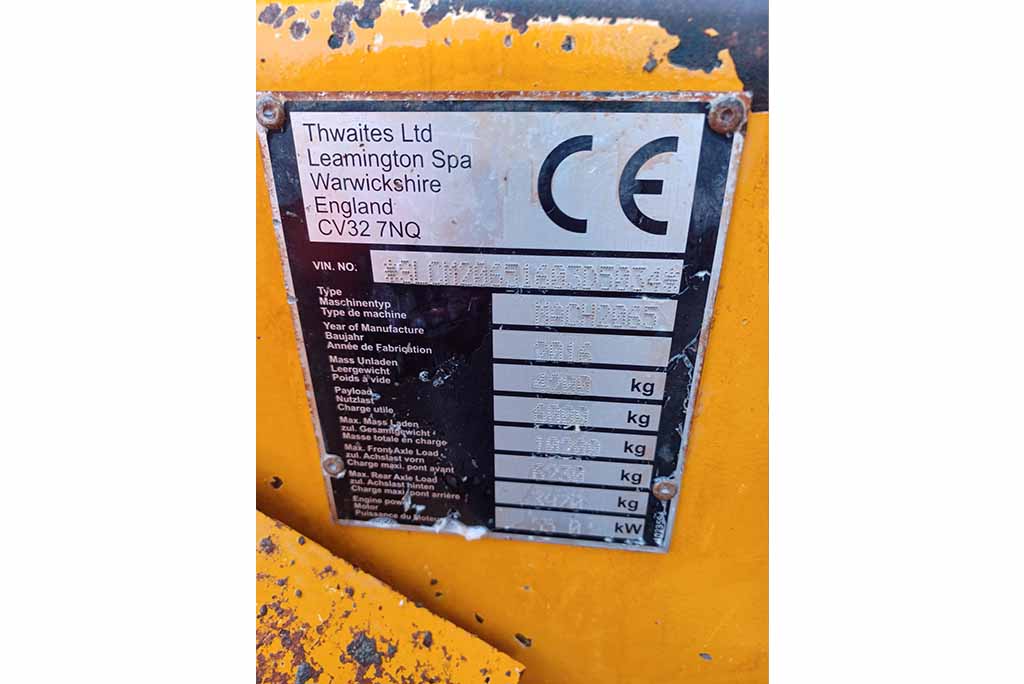 Thwaites Ltd
Leamington Spa
Warwickshire
England
CV32 7NQ
CE
VIN. NO.
Type
Maschinentyp
Type de machine
MACH2065
Year of Manufacture
Baujahr
Année de Fabrication
2016
Mass Unladen
Leergewicht
Poids à vide
kg
Payload
Nutzlast
Charge utile
kg
Max. Mass Laden
zul. Gesamtgewicht
Masse totale en charge
kg
Max. Front Axle Load
zul. Achslast vorn
Charge maxi. pont avant
kg
Max. Rear Axle Load
zul. Achslast hinten
Charge maxi pont arrière
kg
Engine power
Motor
Puissance du Moteur
kW